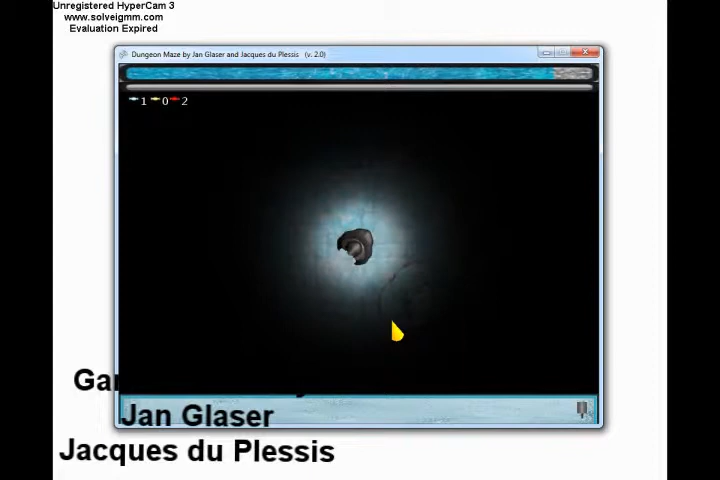 Unregistered HyperCam 3
www.solveigmm.com
Evaluation Expired
Dungeon Maze by Jan Glaser and Jacques du Plessis (v. 2.0)
1 0 2
Jan Glaser
Jacques du Plessis